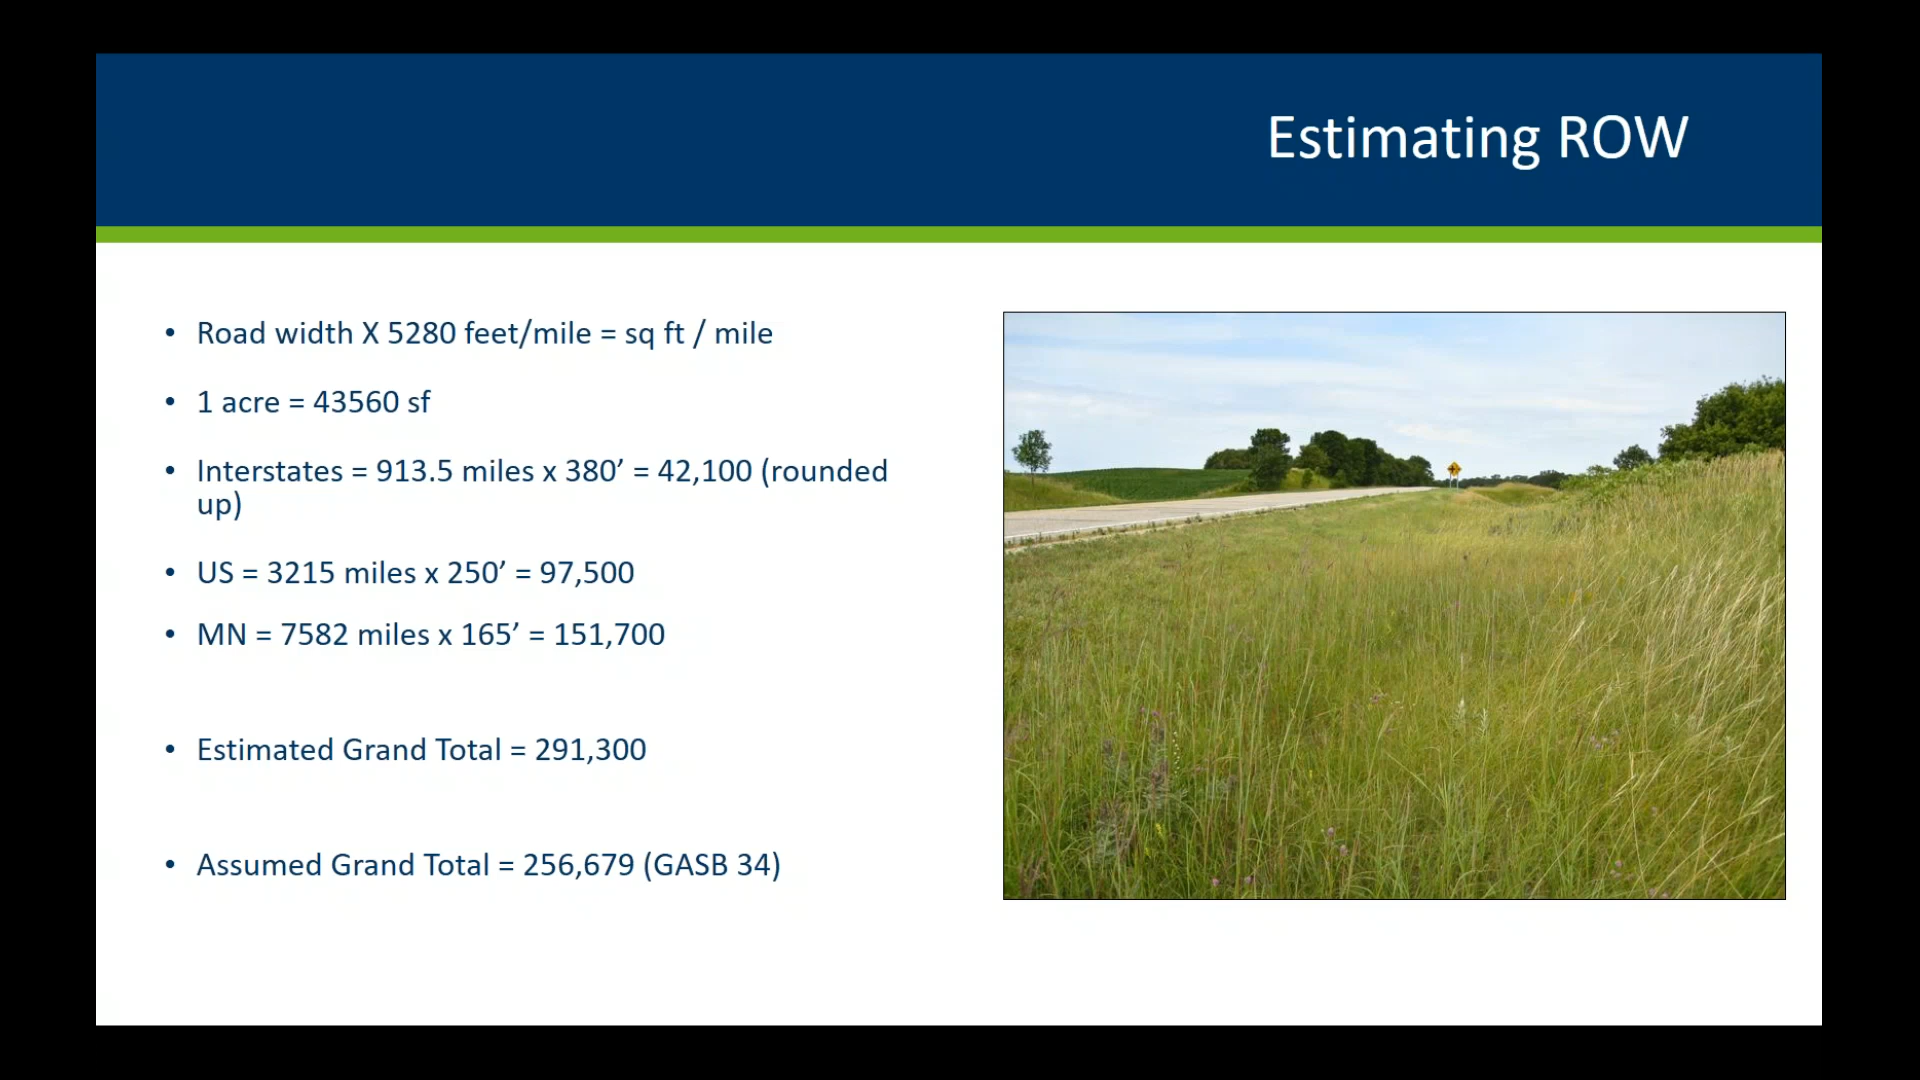 Estimating ROW
• Road width X 5280 feet/mile = sq ft / mile
• 1 acre = 43560 sf
• Interstates = 913.5 miles x 380’ = 42,100 (rounded
up)
• US = 3215 miles x 250’ = 97,500
• MN = 7582 miles x 165’ = 151,700
• Estimated Grand Total = 291,300
• Assumed Grand Total = 256,679 (GASB 34)